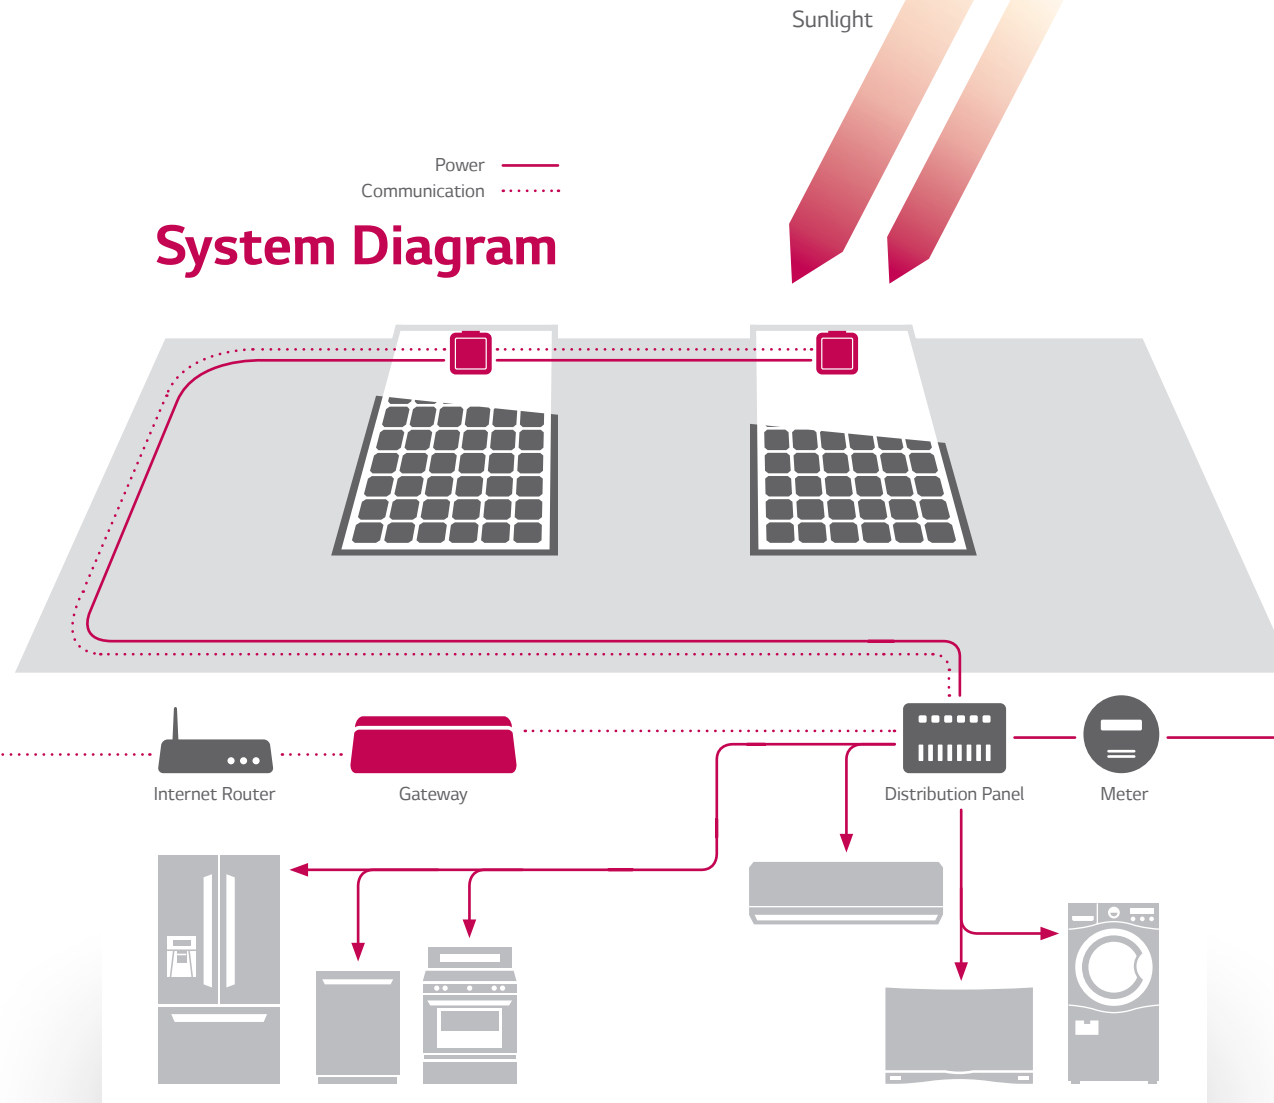 Sunlight
Power
Communication
System Diagram
Internet Router
Gateway
Distribution Panel
Meter